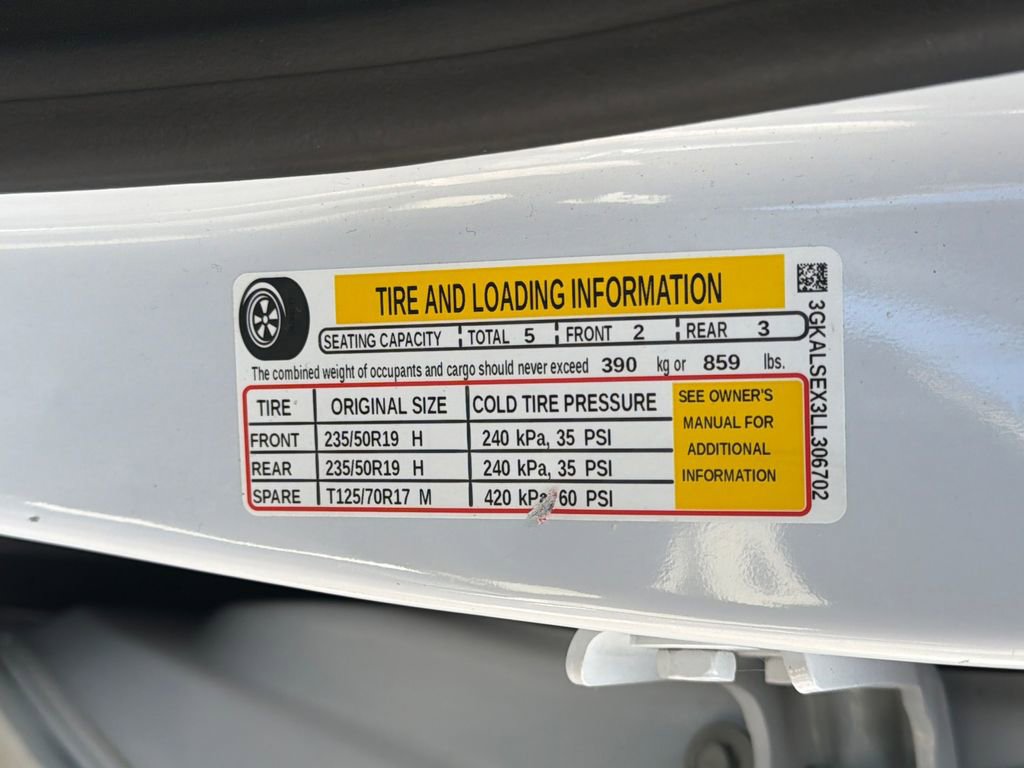 TIRE AND LOADING INFORMATION
SEATING CAPACITY TOTAL 5 FRONT 2 REAR 3
The combined weight of occupants and cargo should never exceed 390 kg or 859 lbs.
TIRE ORIGINAL SIZE COLD TIRE PRESSURE
FRONT 235/50R19 H 240 kPa, 35 PSI
REAR 235/50R19 H 240 kPa, 35 PSI
SPARE T125/70R17 M 420 kPa, 60 PSI
SEE OWNER'S
MANUAL FOR
ADDITIONAL
INFORMATION
3GKALSEX3LL306702